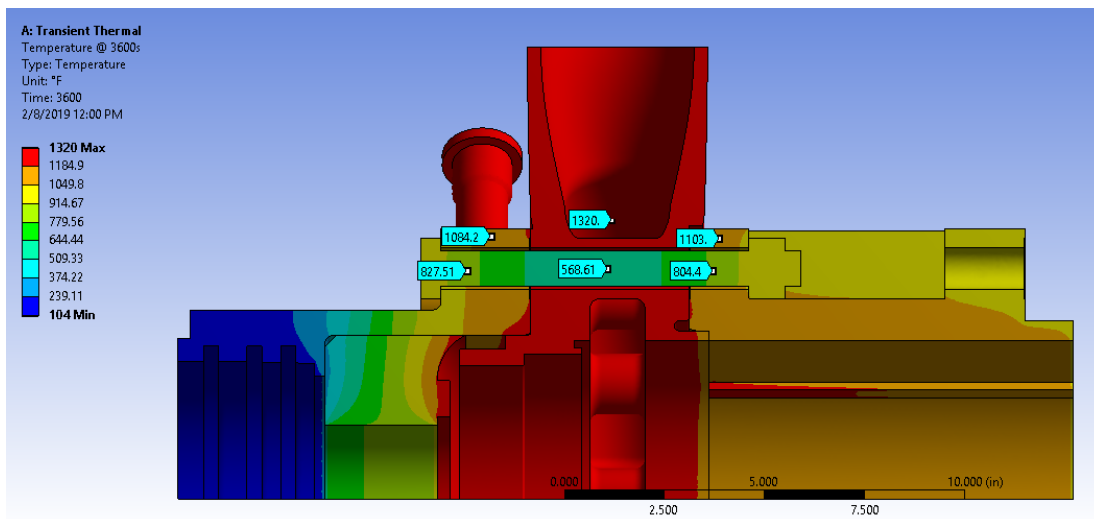 A: Transient Thermal
Temperature @ 3600s
Type: Temperature
Unit: °F
Time: 3600
2/8/2019 12:00 PM
1320 Max
1184.9
1049.8
914.67
779.56
644.44
509.33
374.22
239.11
104 Min
1320.
1084.2
1103.
827.51
568.61
804.4
0.000
5.000
10.000 (in)
2.500
7.500